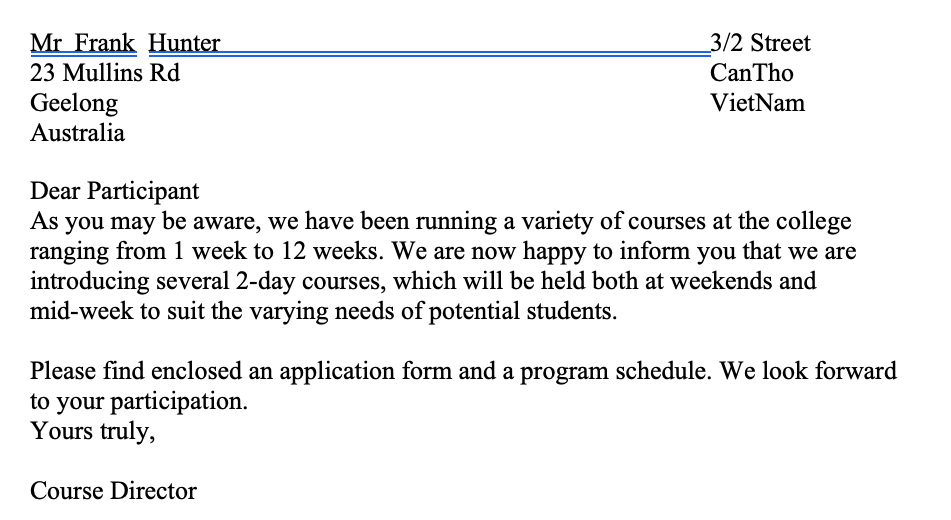 Mr Frank Hunter 3/2 Street
23 Mullins Rd CanTho
Geelong VietNam
Australia
Dear Participant
As you may be aware, we have been running a variety of courses at the college
ranging from 1 week to 12 weeks. We are now happy to inform you that we are
introducing several 2-day courses, which will be held both at weekends and
mid-week to suit the varying needs of potential students.
Please find enclosed an application form and a program schedule. We look forward
to your participation.
Yours truly,
Course Director